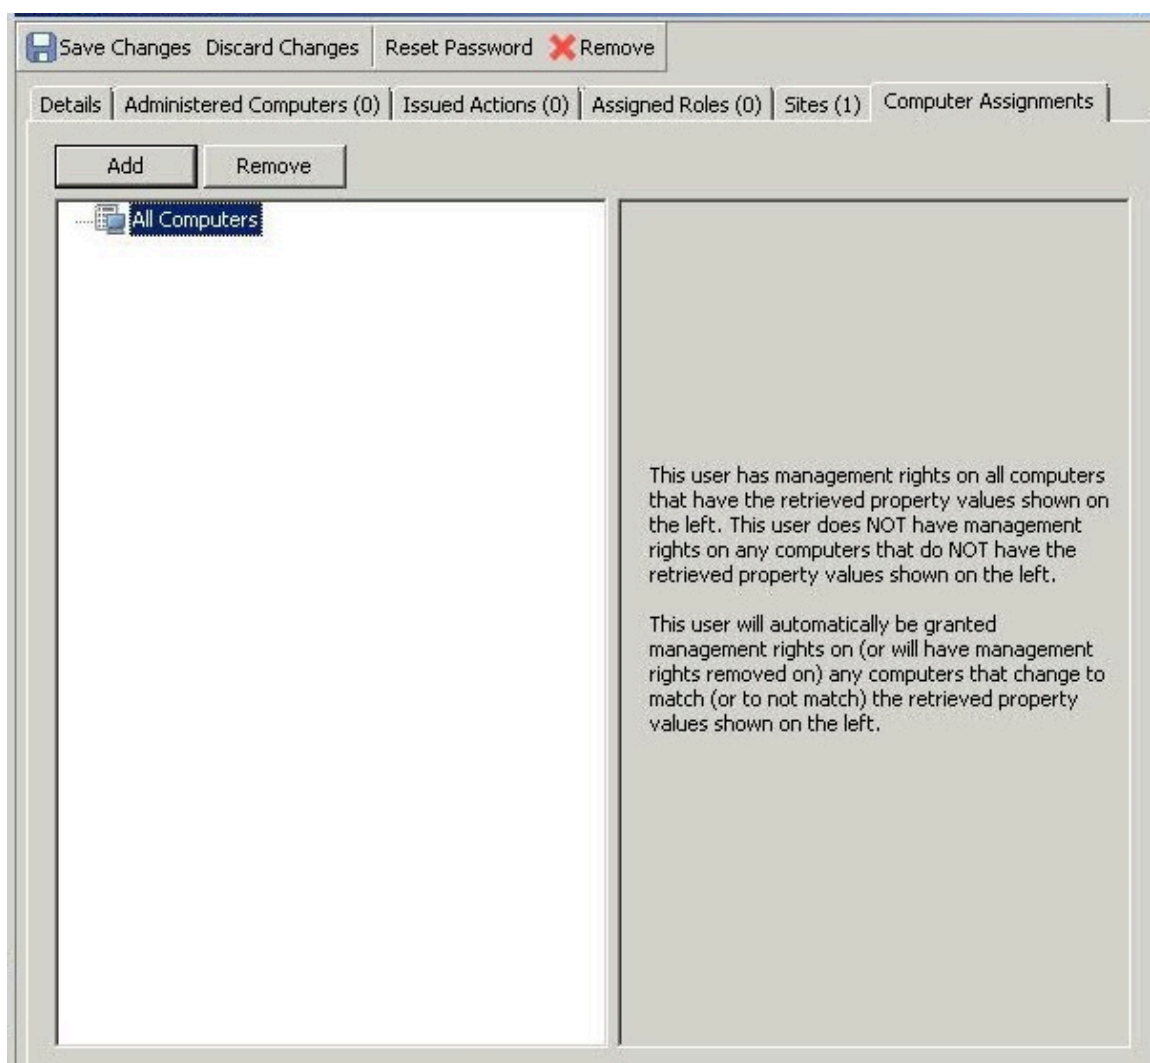 Save Changes Discard Changes Reset Password Remove
Details Administered Computers (0) Issued Actions (0) Assigned Roles (0) Sites (1) Computer Assignments
Add Remove
All Computers
This user has management rights on all computers
that have the retrieved property values shown on
the left. This user does NOT have management
rights on any computers that do NOT have the
retrieved property values shown on the left.
This user will automatically be granted
management rights on (or will have management
rights removed on) any computers that change to
match (or to not match) the retrieved property
values shown on the left.